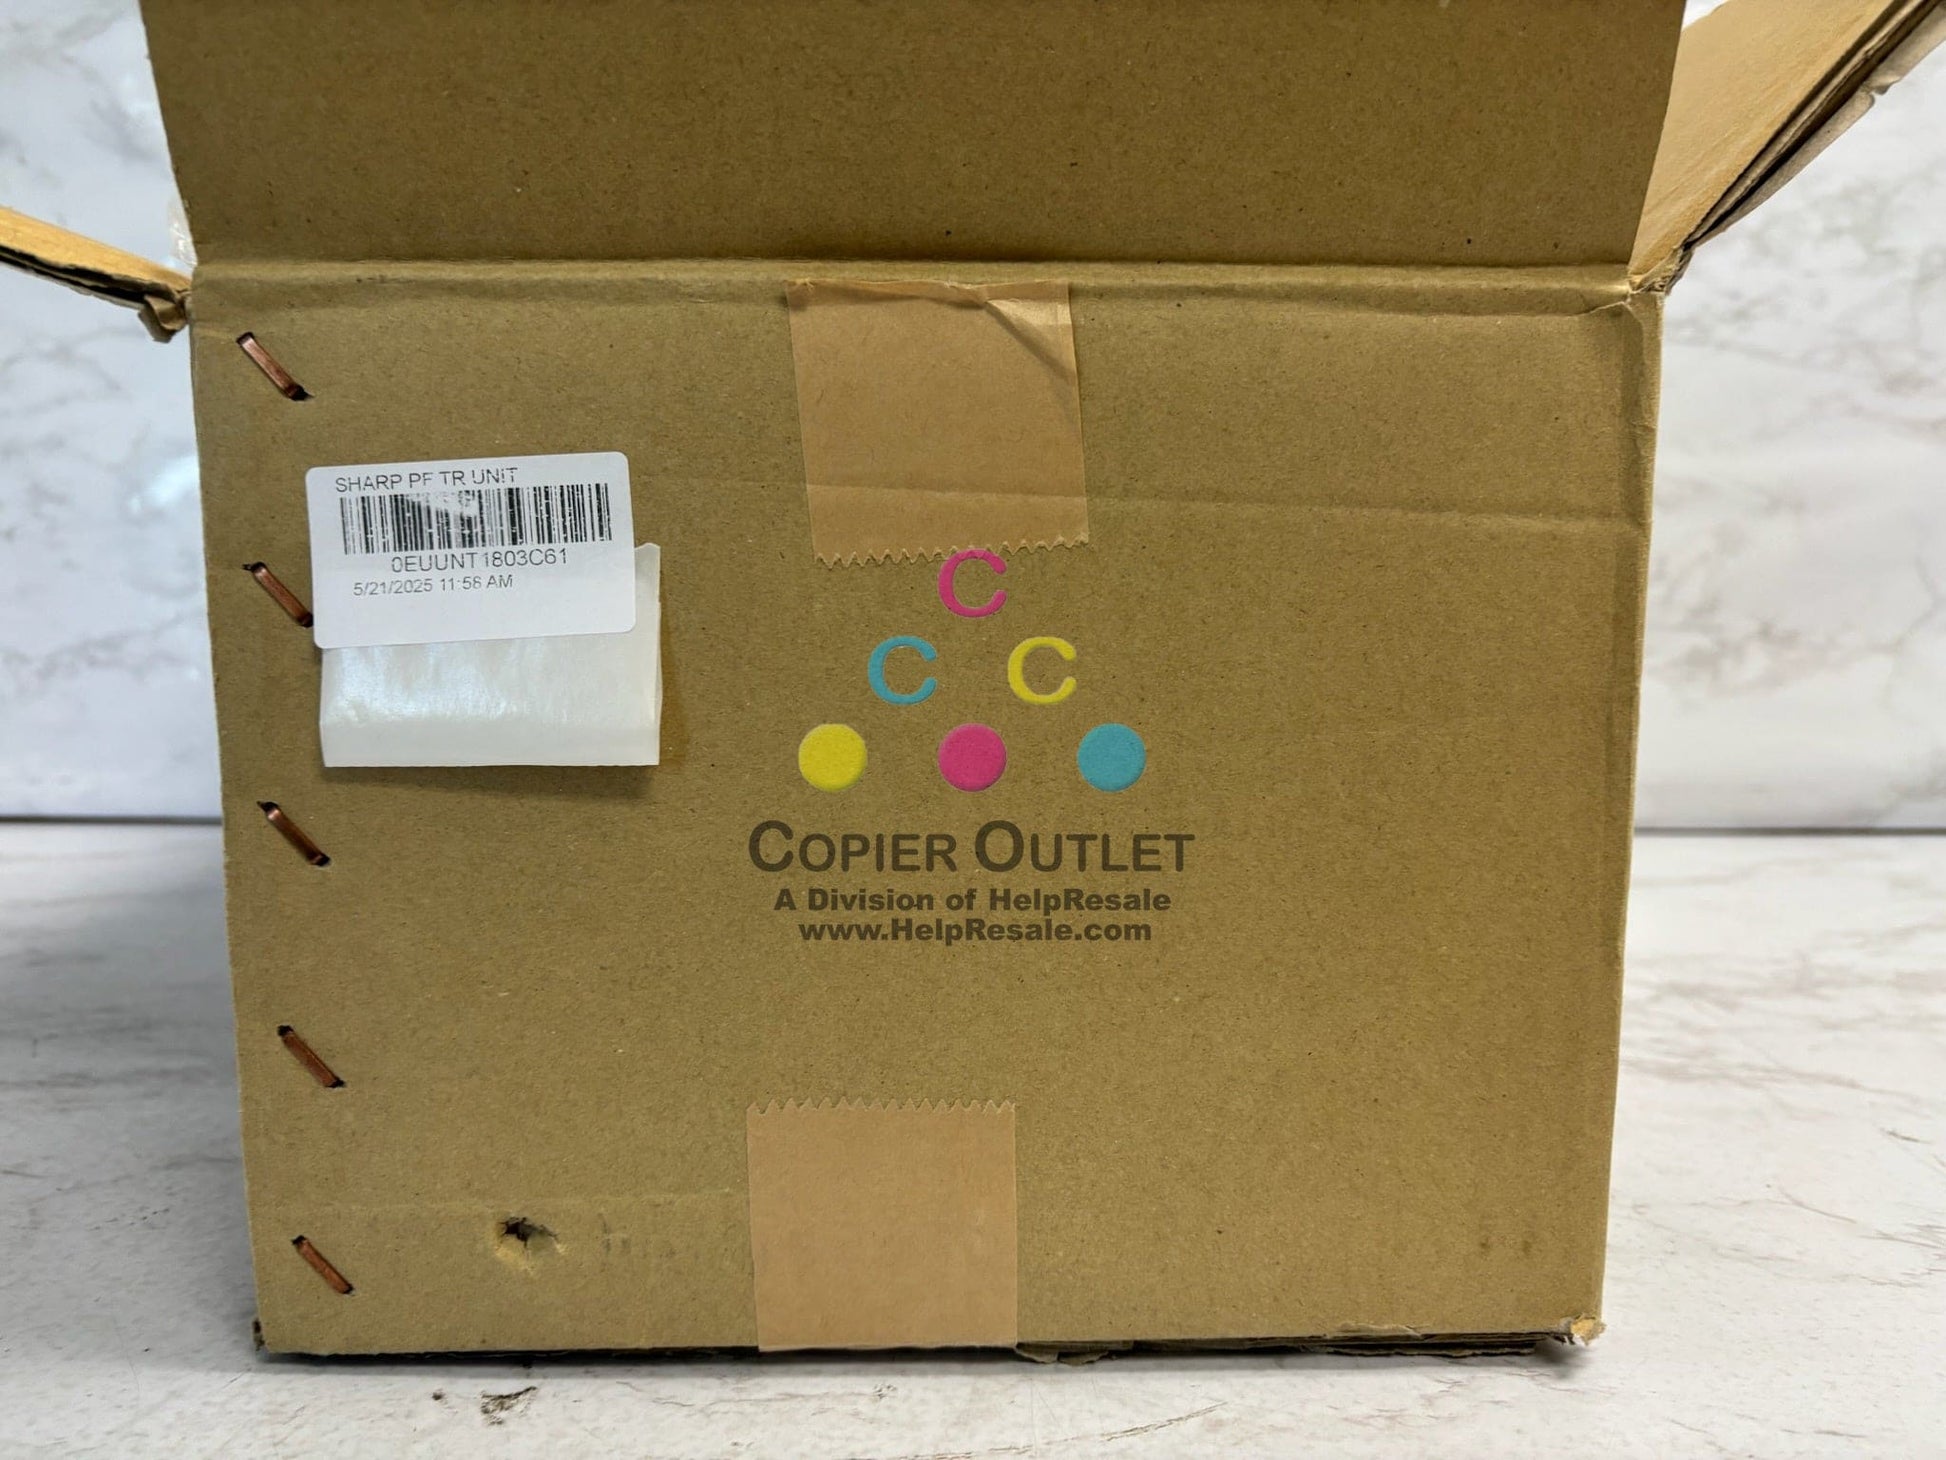 SHARP PF TR UNIT
0EUUNT1803C61
5/21/2025 11:56 AM
C
C C
COPIER OUTLET
A Division of HelpResale
www.HelpResale.com